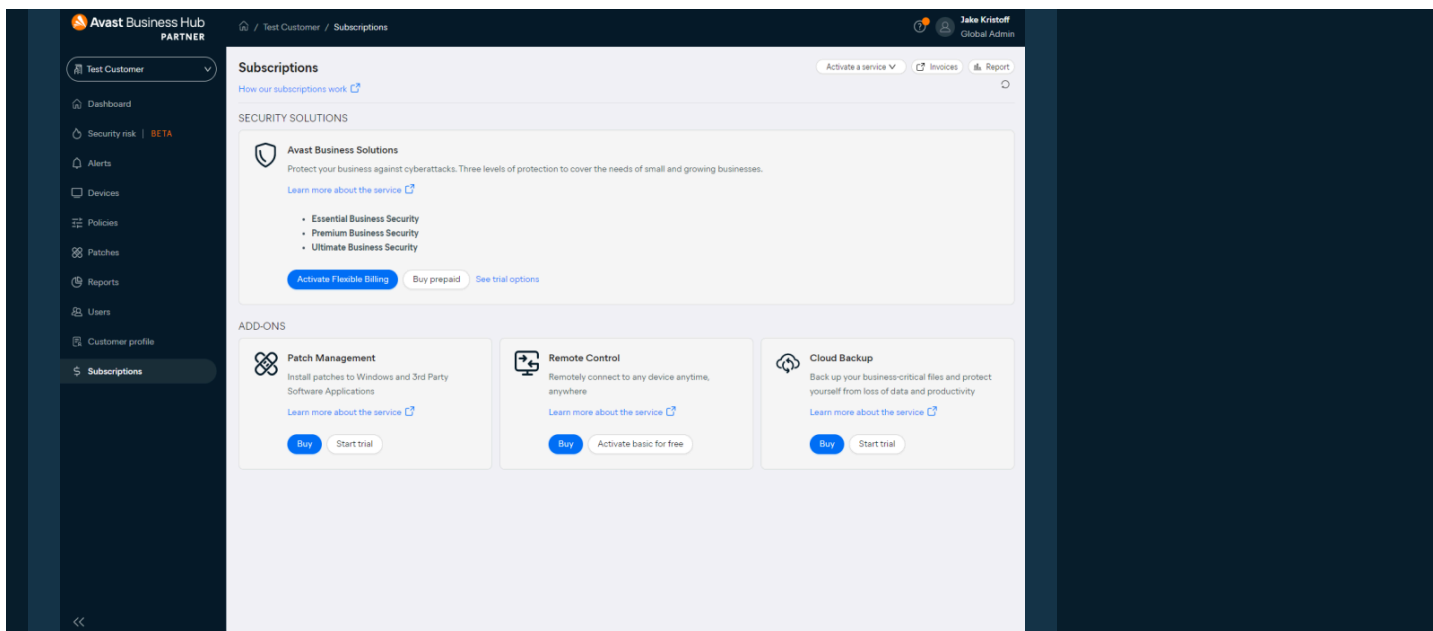 Avast Business Hub
PARTNER
/ Test Customer / Subscriptions
Jake Kristoff
Global Admin
Test Customer
Dashboard
Security risk | BETA
Alerts
Devices
Policies
Patches
Reports
Users
Customer profile
$ Subscriptions
Subscriptions
Activate a service
Invoices
Report
How our subscriptions work
SECURITY SOLUTIONS
Avast Business Solutions
Protect your business against cyberattacks. Three levels of protection to cover the needs of small and growing businesses.
Learn more about the service
• Essential Business Security
• Premium Business Security
• Ultimate Business Security
Activate Flexible Billing
Buy prepaid
See trial options
ADD-ONS
Patch Management
Install patches to Windows and 3rd Party
Software Applications
Learn more about the service
Buy
Start trial
Remote Control
Remotely connect to any device anytime,
anywhere
Learn more about the service
Buy
Activate basic for free
Cloud Backup
Back up your business-critical files and protect
yourself from loss of data and productivity
Learn more about the service
Buy
Start trial